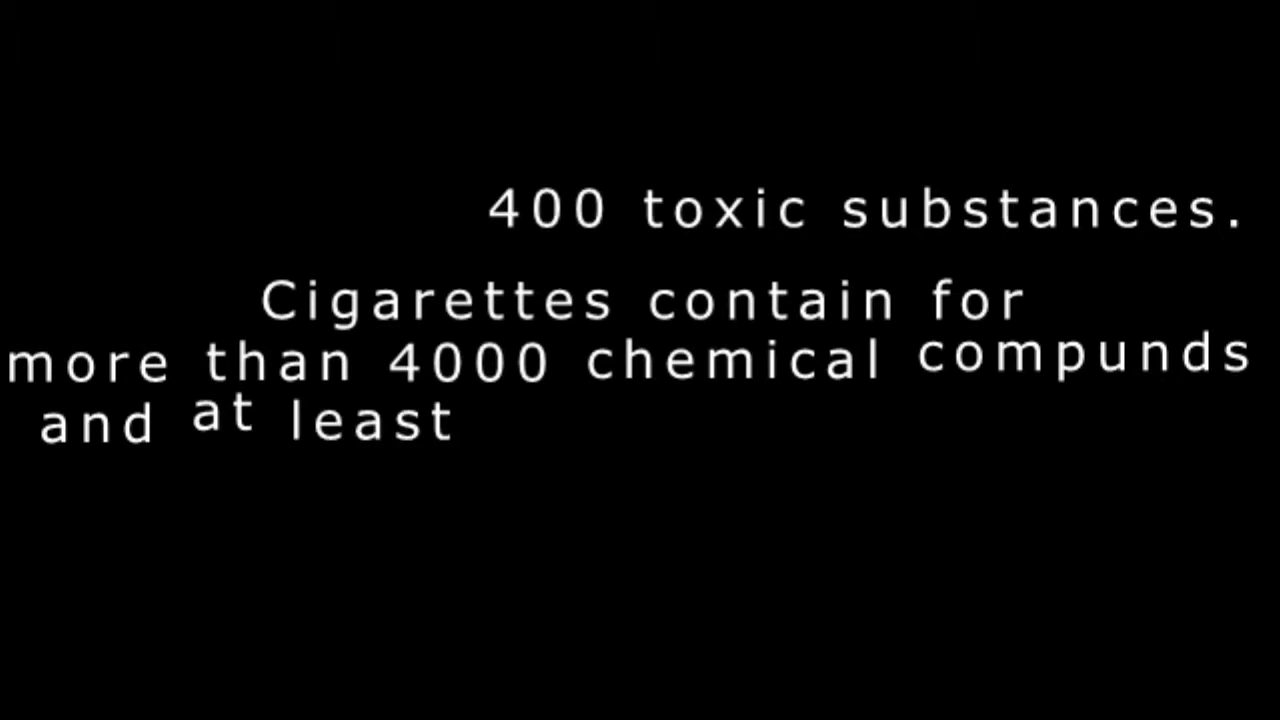 400 toxic substances.
Cigarettes contain for
more than 4000 chemical compunds
and at least